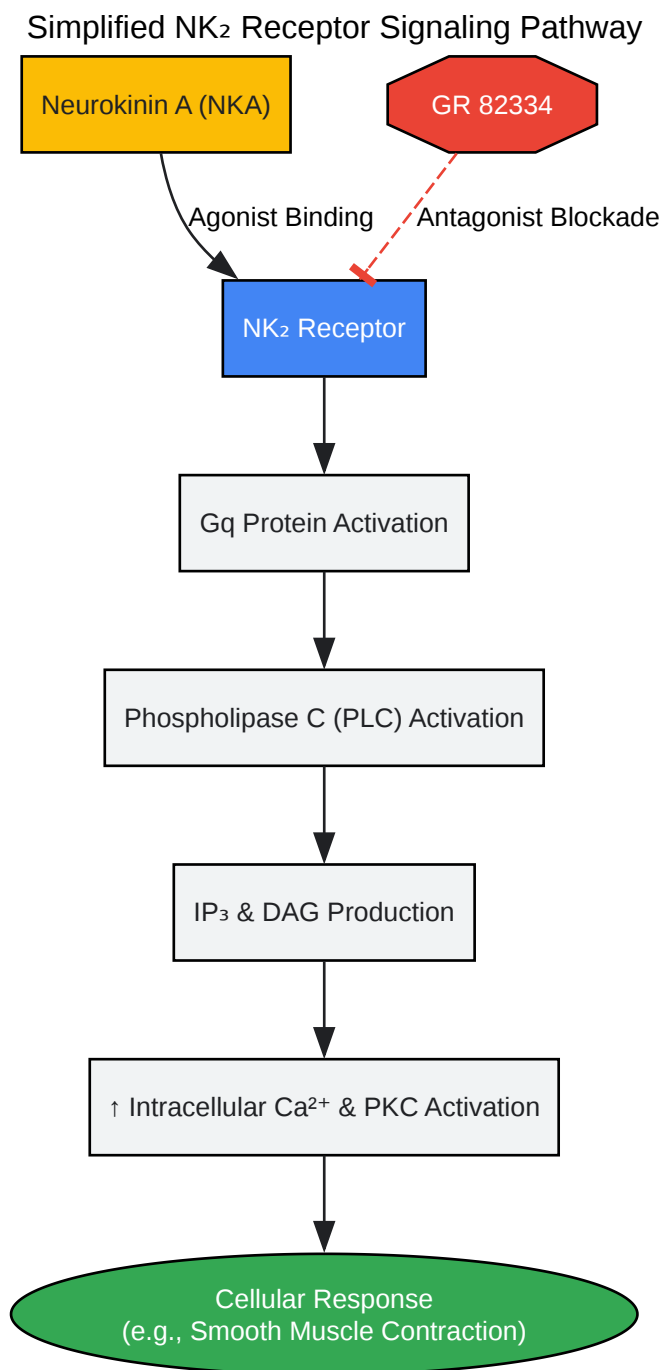 Simplified NK₂ Receptor Signaling Pathway
Neurokinin A (NKA)
GR 82334
Agonist Binding
Antagonist Blockade
NK₂ Receptor
Gq Protein Activation
Phospholipase C (PLC) Activation
IP₃ & DAG Production
↑ Intracellular Ca²⁺ & PKC Activation
Cellular Response
(e.g., Smooth Muscle Contraction)